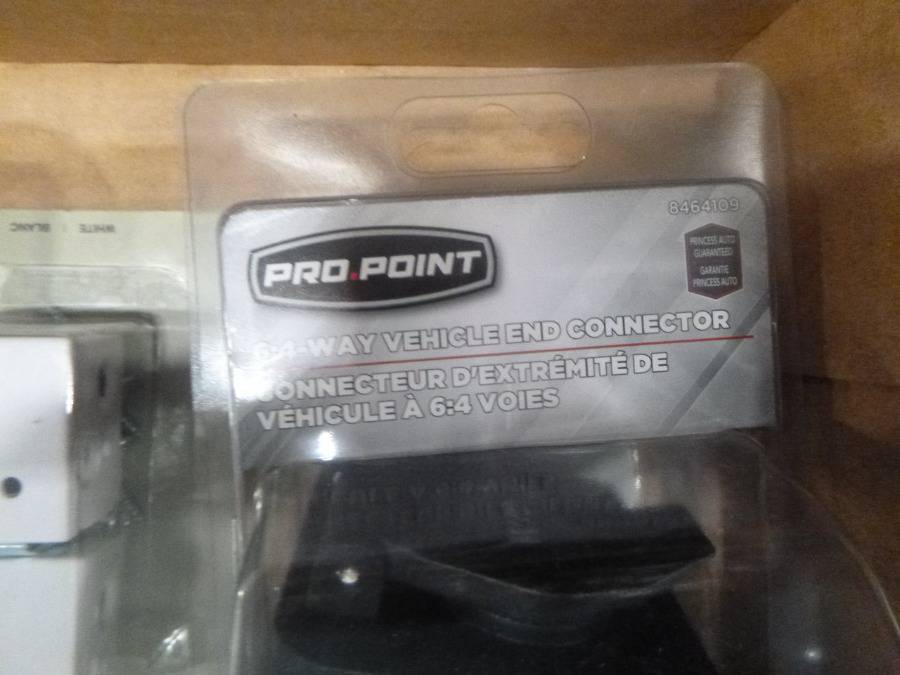 8464109
PRO.POINT
PRINCESS AUTO
GUARANTEED
GARANTIE
PRINCESS AUTO
6:4-WAY VEHICLE END CONNECTOR
CONNECTEUR D'EXTRÉMITÉ DE
VÉHICULE À 6:4 VOIES
WHITE | BLANC